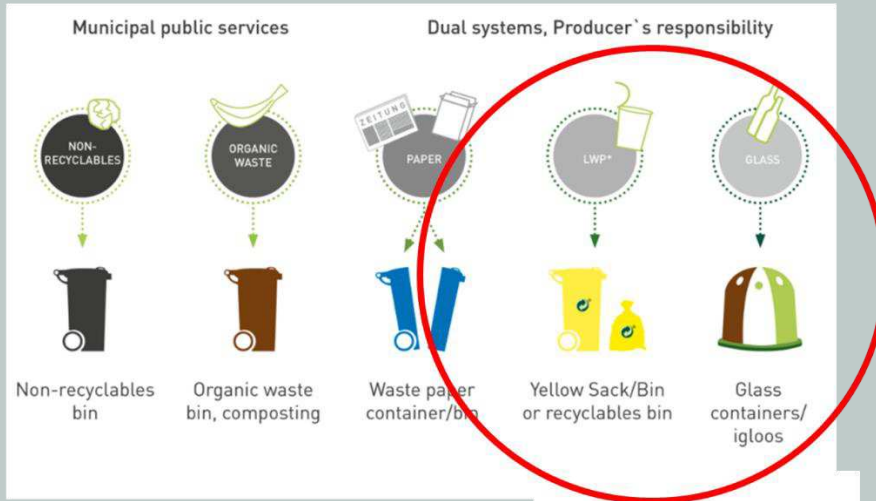 Municipal public services
Dual systems, Producer`s responsibility
NON-
RECYCLABLES
ORGANIC
WASTE
ZEITUNG
PAPER
LWP*
GLASS
Non-recyclables
bin
Organic waste
bin, composting
Waste paper
container/bin
Yellow Sack/Bin
or recyclables bin
Glass
containers/
igloos